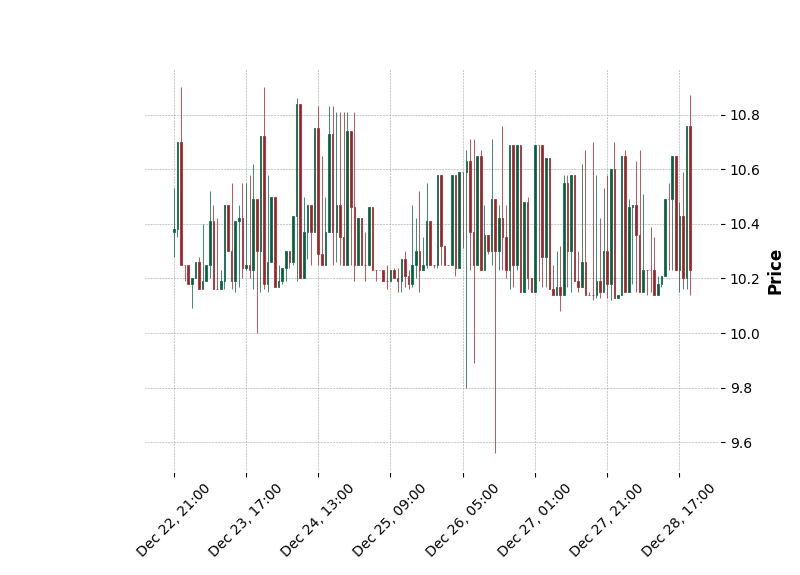 10.8
10.6
10.4
10.2
10.0
9.8
9.6
Price
Dec 22, 21:00
Dec 23, 17:00
Dec 24, 13:00
Dec 25, 09:00
Dec 26, 05:00
Dec 27, 01:00
Dec 27, 21:00
Dec 28, 17:00